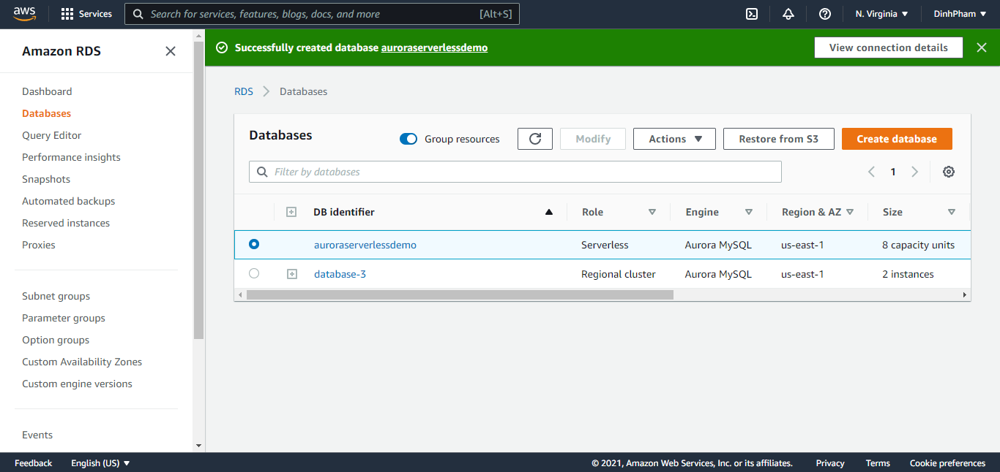 aws Services Search for services, features, blogs, docs, and more [Alt+S] N. Virginia DinhPham
Amazon RDS
Dashboard
Databases
Query Editor
Performance insights
Snapshots
Automated backups
Reserved instances
Proxies
Subnet groups
Parameter groups
Option groups
Custom Availability Zones
Custom engine versions
Events
Successfully created database auroraserverlessdemo View connection details
RDS Databases
Databases Group resources Modify Actions Restore from S3 Create database
Filter by databases 1
DB identifier Role Engine Region & AZ Size
auroraserverlessdemo Serverless Aurora MySQL us-east-1 8 capacity units
database-3 Regional cluster Aurora MySQL us-east-1 2 instances
Feedback English (US) © 2021, Amazon Web Services, Inc. or its affiliates. Privacy Terms Cookie preferences